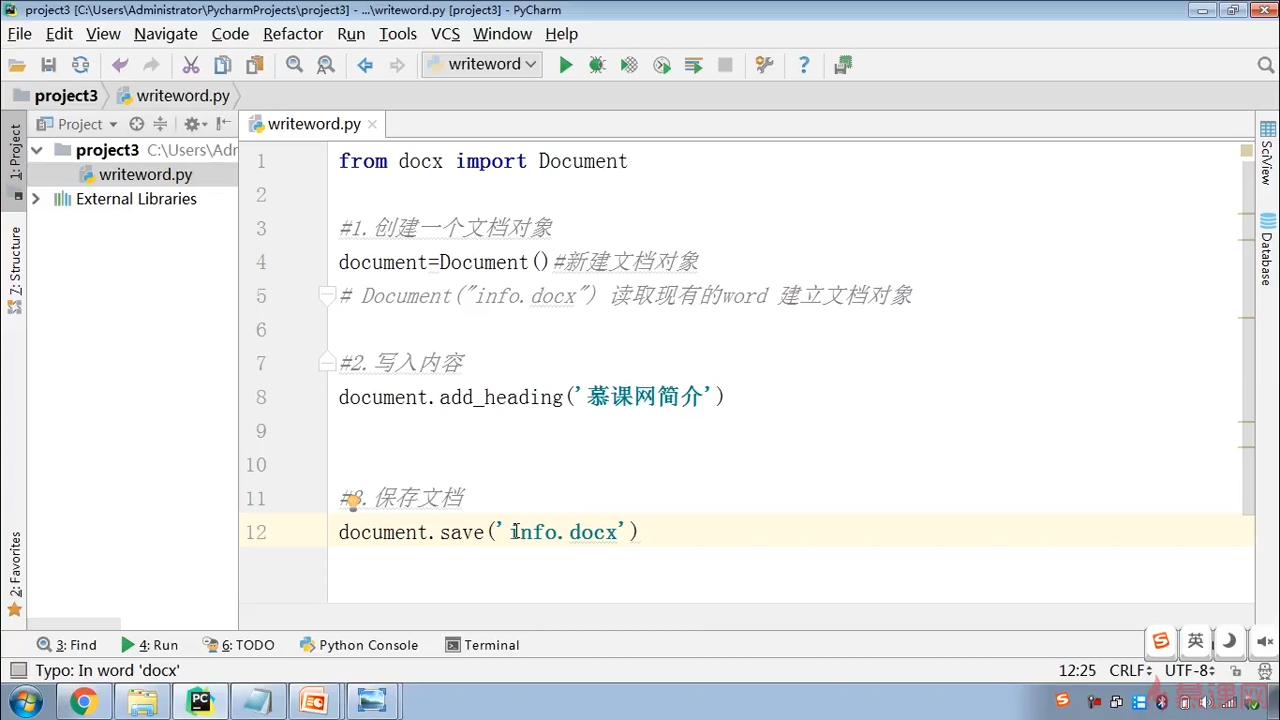 project3 [C:\Users\Administrator\PycharmProjects\project3] - ...\writeword.py [project3] - PyCharm
File Edit View Navigate Code Refactor Run Tools VCS Window Help
writeword
project3 writeword.py
Project
writeword.py
1: Project
project3 C:\Users\Adr
writeword.py
External Libraries
7: Structure
2: Favorites
SciView
Database
1 from docx import Document
2
3 #1.创建一个文档对象
4 document=Document()#新建文档对象
5 # Document("info.docx") 读取现有的word 建立文档对象
6
7 #2.写入内容
8 document.add_heading('慕课网简介')
9
10
11 #3.保存文档
12 document.save('info.docx')
3: Find 4: Run 6: TODO Python Console Terminal
英
Typo: In word 'docx' 12:25 CRLF UTF-8
慕课网